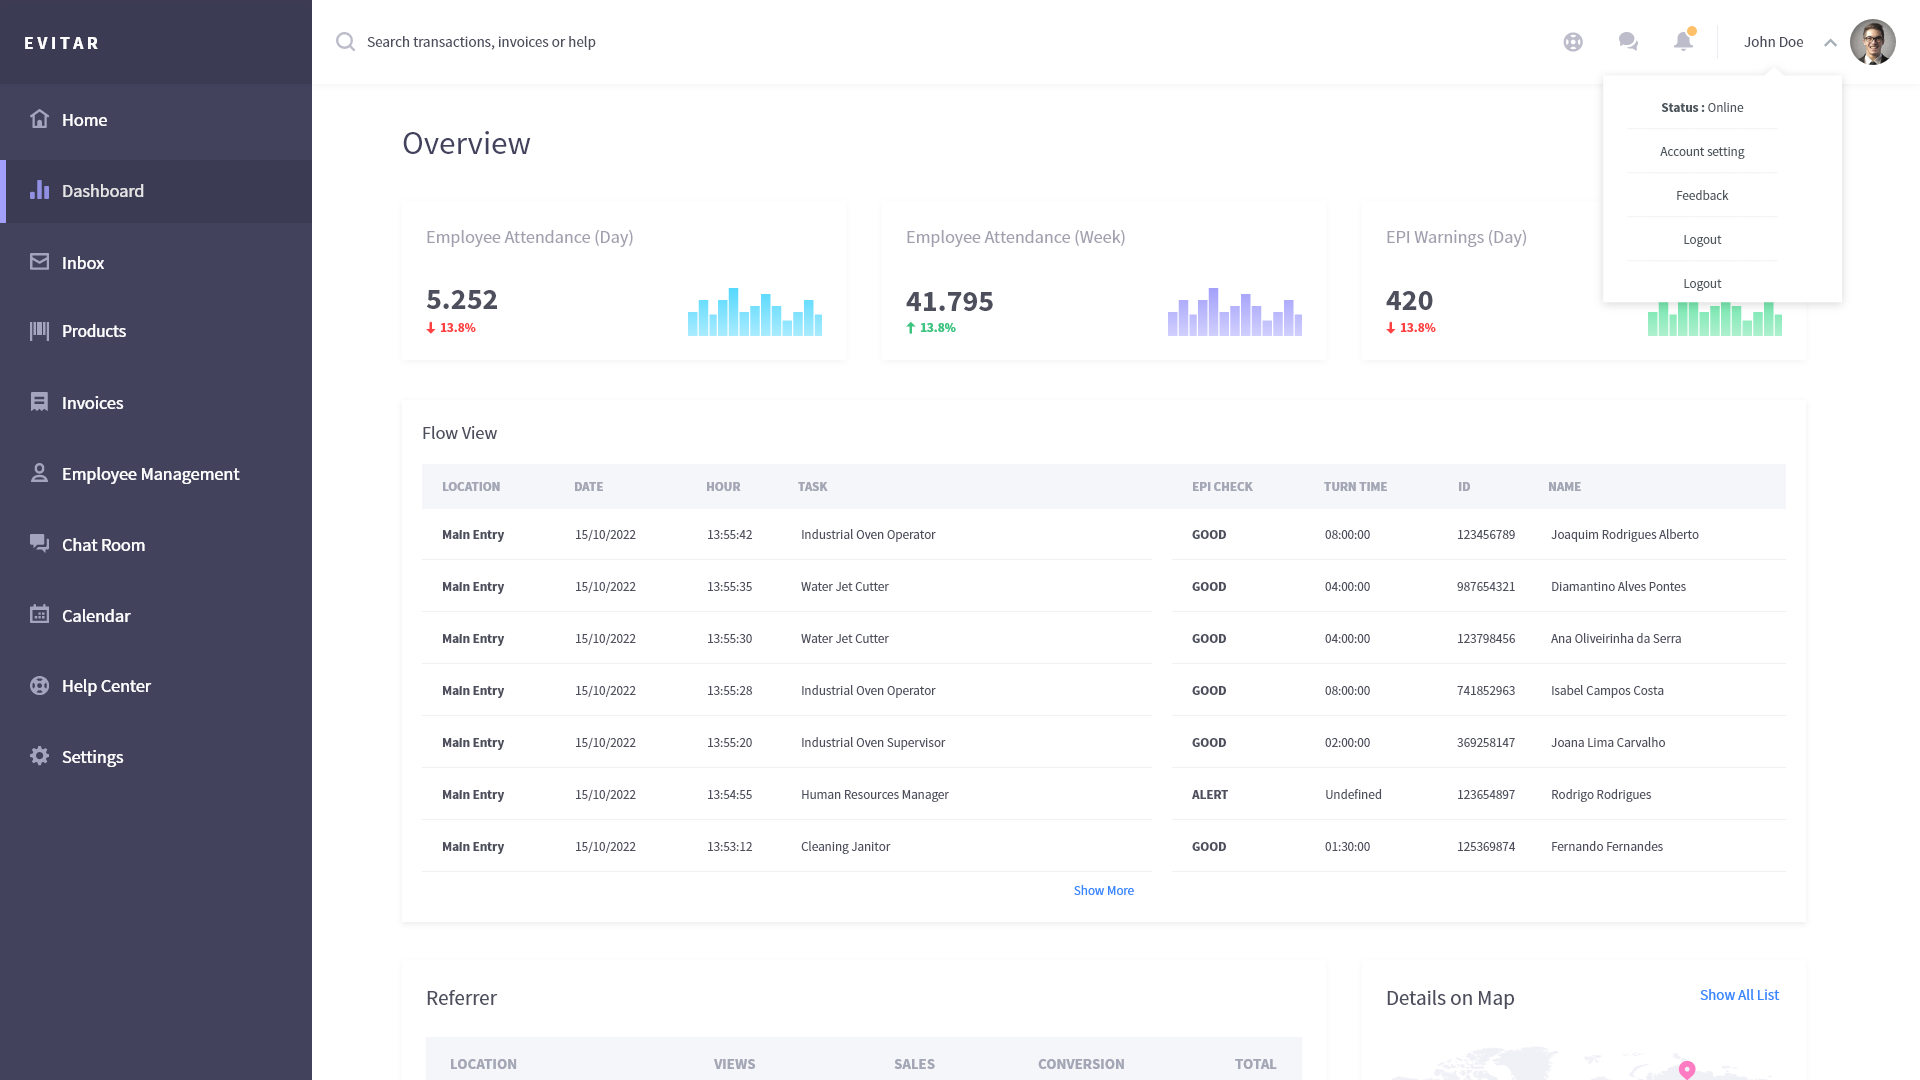 EVITAR
Search transactions, invoices or help
John Doe
Home
Dashboard
Inbox
Products
Invoices
Employee Management
Chat Room
Calendar
Help Center
Settings
Status : Online
Account setting
Feedback
Logout
Logout
Overview
Employee Attendance (Day)
5.252
13.8%
Employee Attendance (Week)
41.795
13.8%
EPI Warnings (Day)
420
13.8%
Flow View
LOCATION DATE HOUR TASK EPI CHECK TURN TIME ID NAME
Main Entry 15/10/2022 13:55:42 Industrial Oven Operator GOOD 08:00:00 123456789 Joaquim Rodrigues Alberto
Main Entry 15/10/2022 13:55:35 Water Jet Cutter GOOD 04:00:00 987654321 Diamantino Alves Pontes
Main Entry 15/10/2022 13:55:30 Water Jet Cutter GOOD 04:00:00 123798456 Ana Oliveirinha da Serra
Main Entry 15/10/2022 13:55:28 Industrial Oven Operator GOOD 08:00:00 741852963 Isabel Campos Costa
Main Entry 15/10/2022 13:55:20 Industrial Oven Supervisor GOOD 02:00:00 369258147 Joana Lima Carvalho
Main Entry 15/10/2022 13:54:55 Human Resources Manager ALERT Undefined 123654897 Rodrigo Rodrigues
Main Entry 15/10/2022 13:53:12 Cleaning Janitor GOOD 01:30:00 125369874 Fernando Fernandes
Show More
Referrer
LOCATION VIEWS SALES CONVERSION TOTAL
Details on Map
Show All List